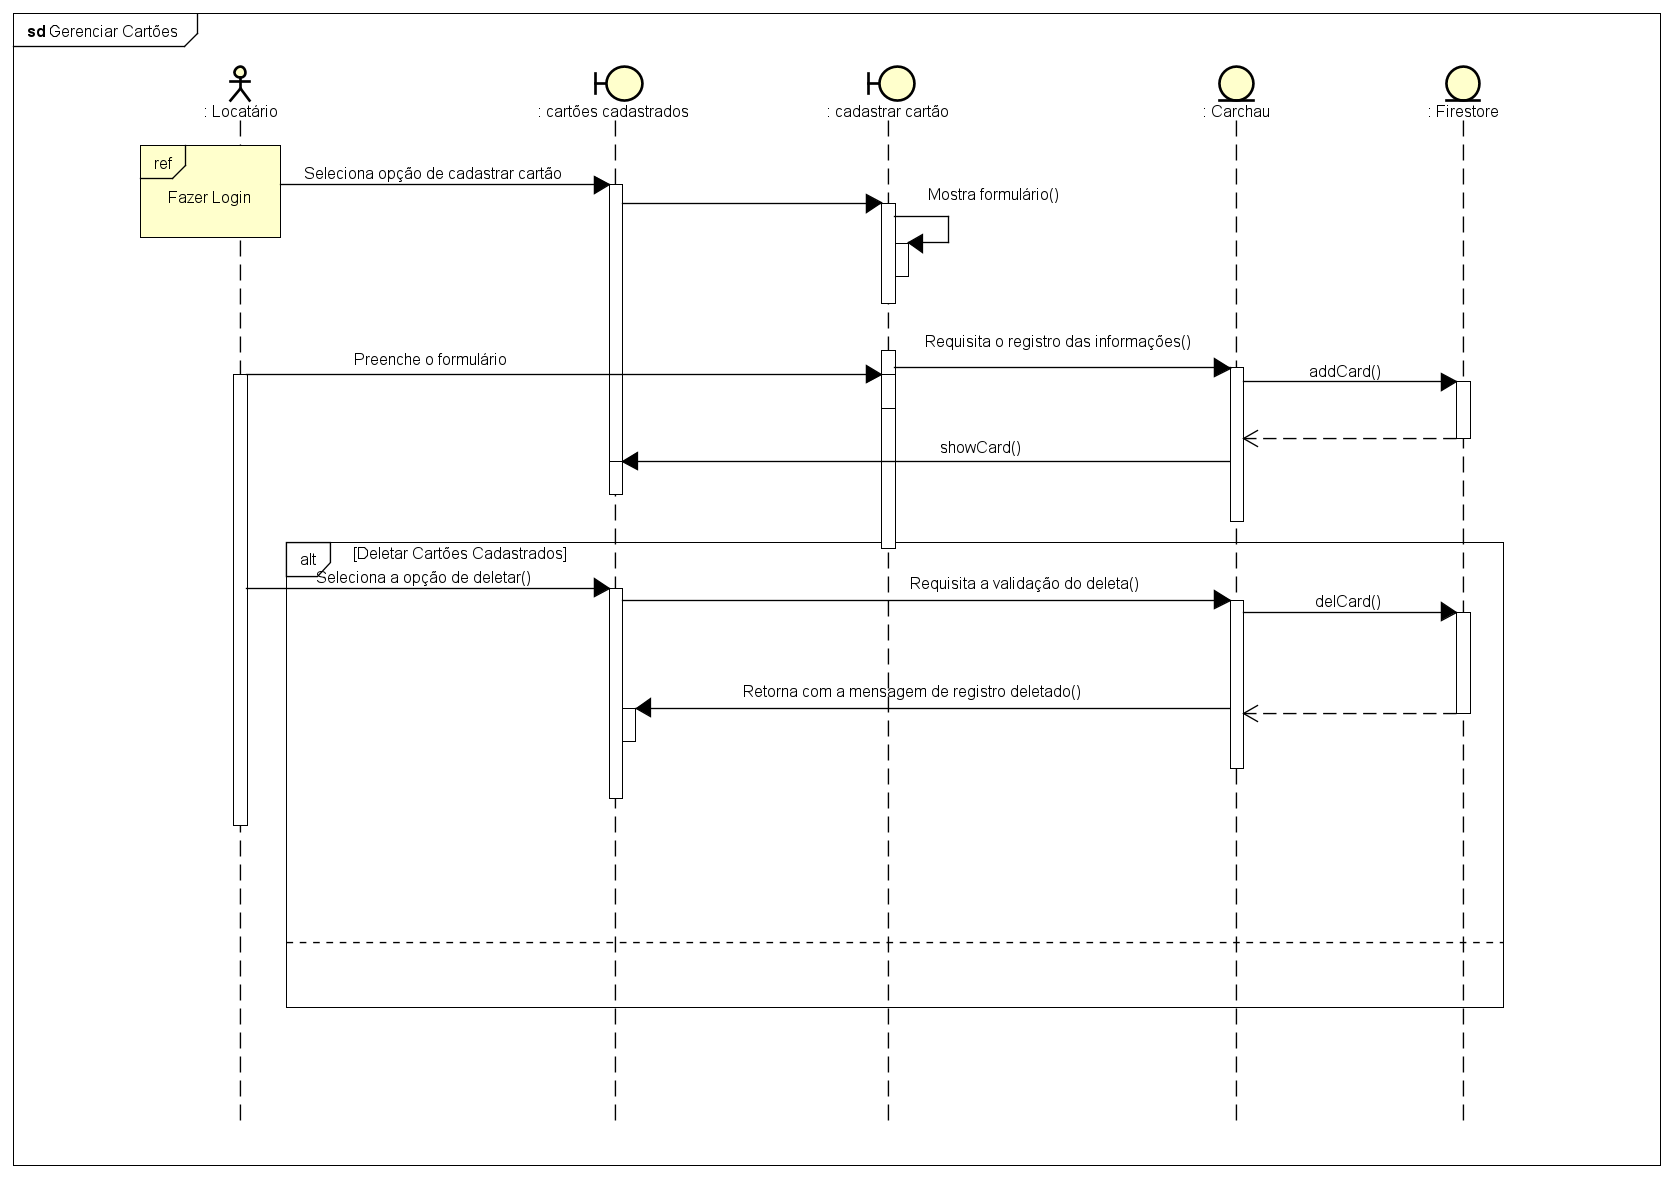 sd Gerenciar Cartões
: Locatário
: cartões cadastrados
: cadastrar cartão
: Carchau
: Firestore
ref
Fazer Login
Seleciona opção de cadastrar cartão
Mostra formulário()
Requisita o registro das informações()
Preenche o formulário
addCard()
showCard()
alt
[Deletar Cartões Cadastrados]
Seleciona a opção de deletar()
Requisita a validação do deleta()
delCard()
Retorna com a mensagem de registro deletado()